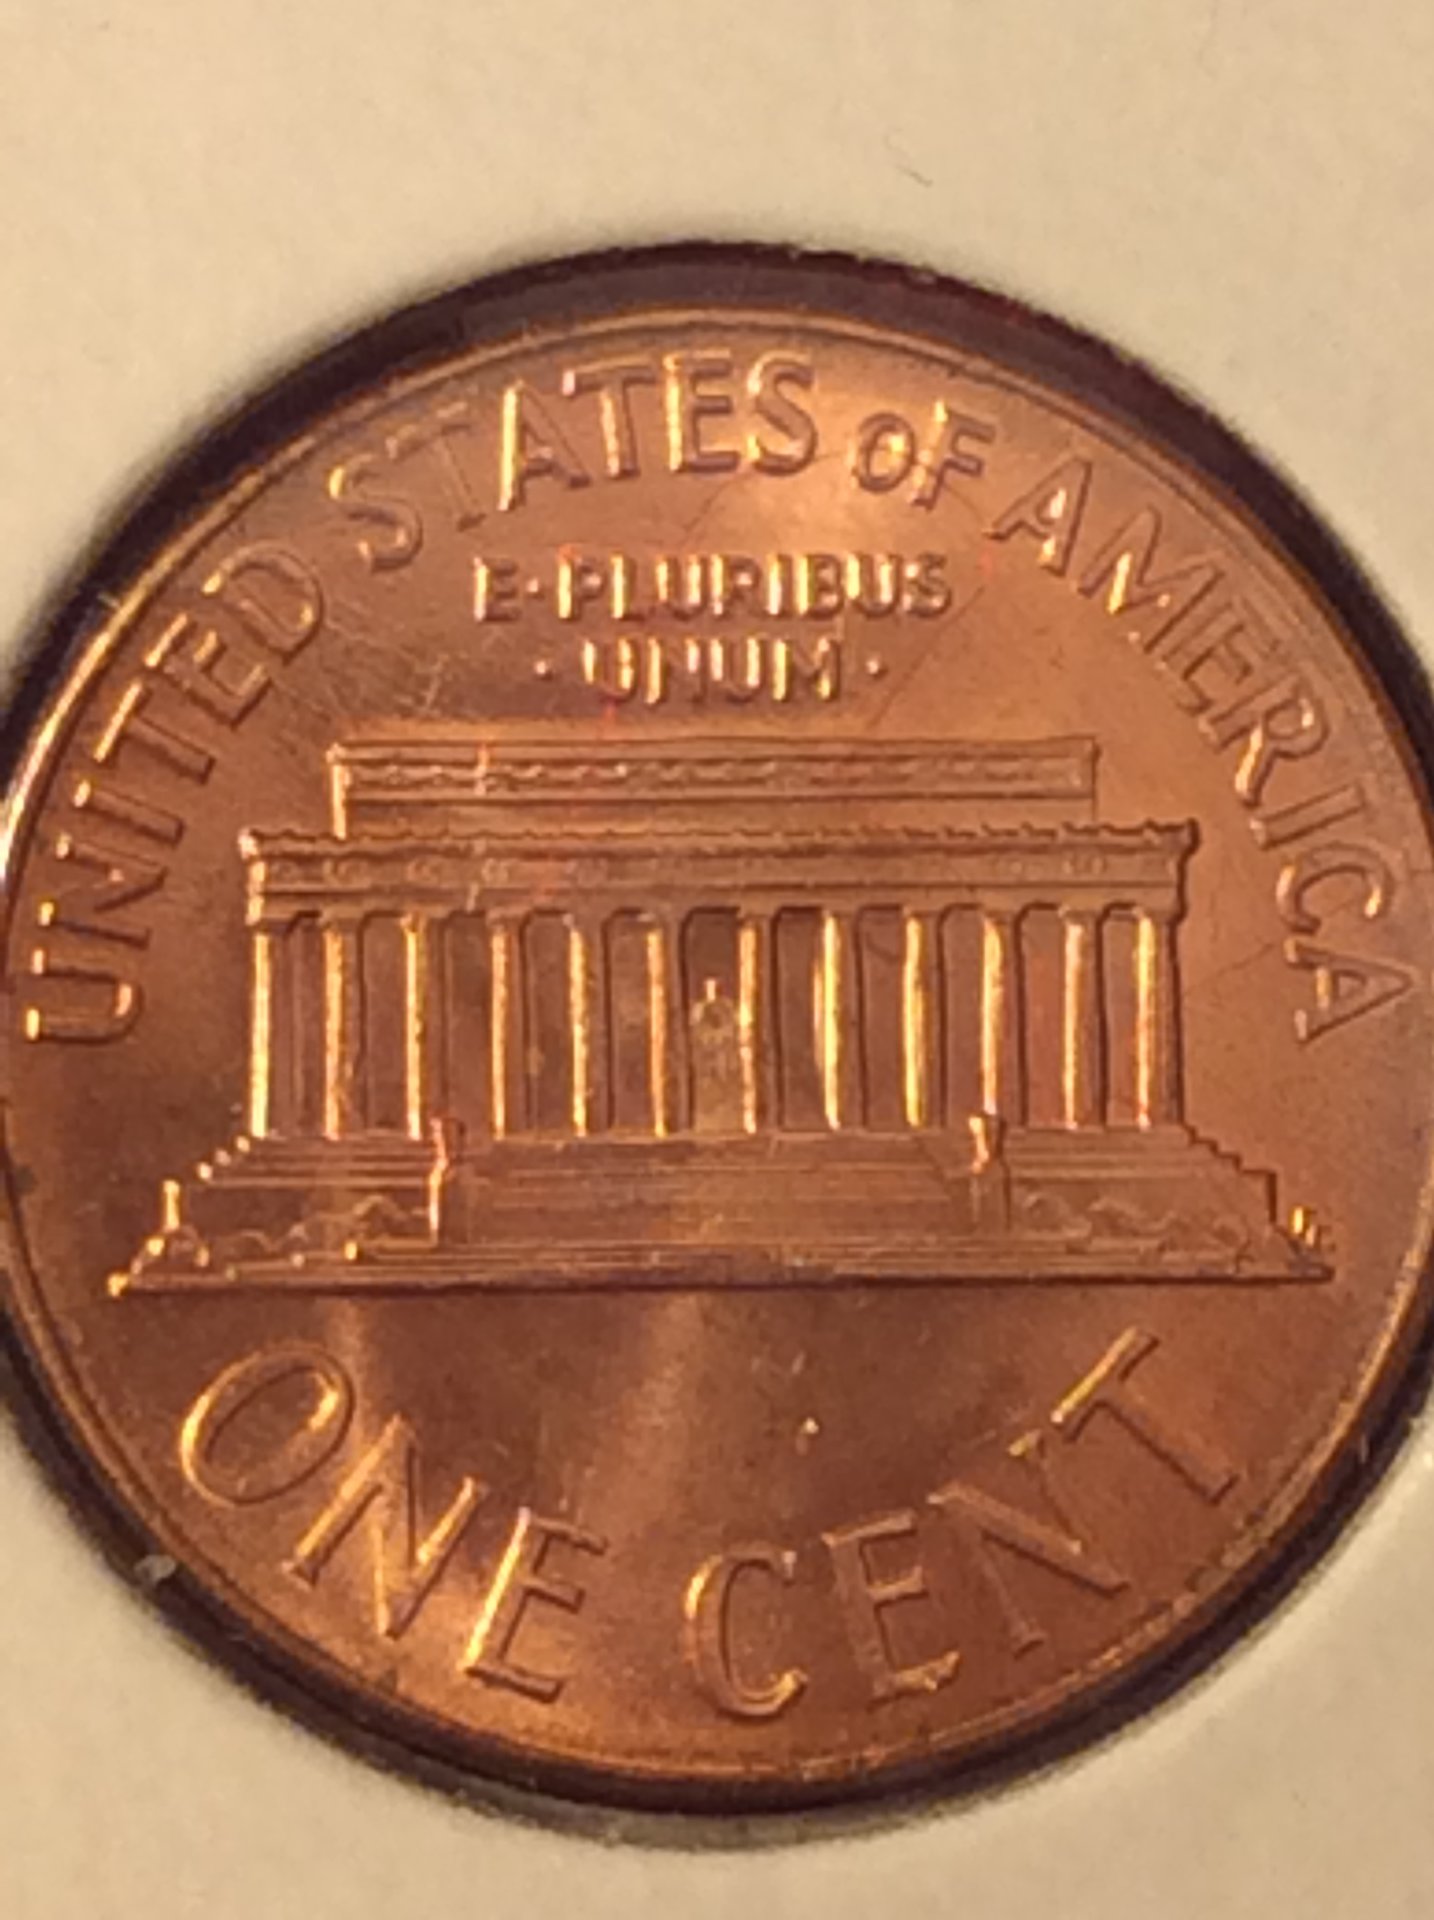 UNITED STATES OF AMERICA
E·PLURIBUS
·UNUM·
ONE CENT